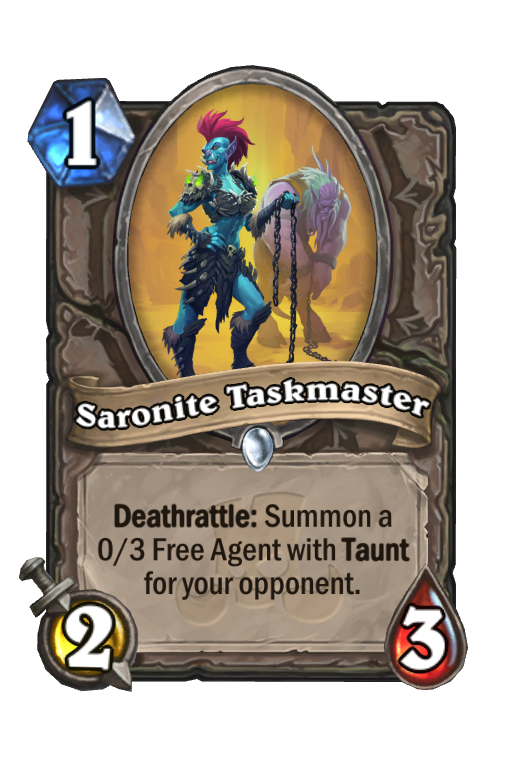 1
Saronite Taskmaster
Deathrattle: Summon a
0/3 Free Agent with Taunt
for your opponent.
2
3